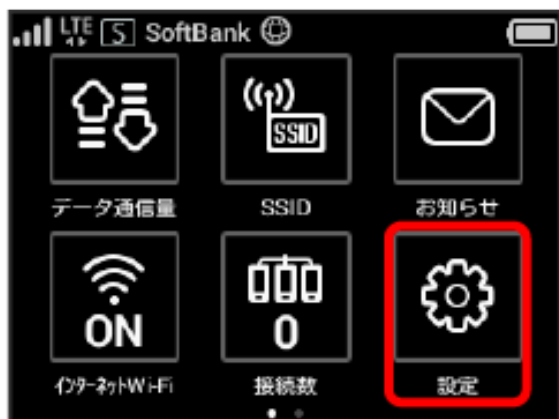 LTE S SoftBank
SSID
データ通信量 SSID お知らせ
ON 0
インターネットWi-Fi 接続数 設定